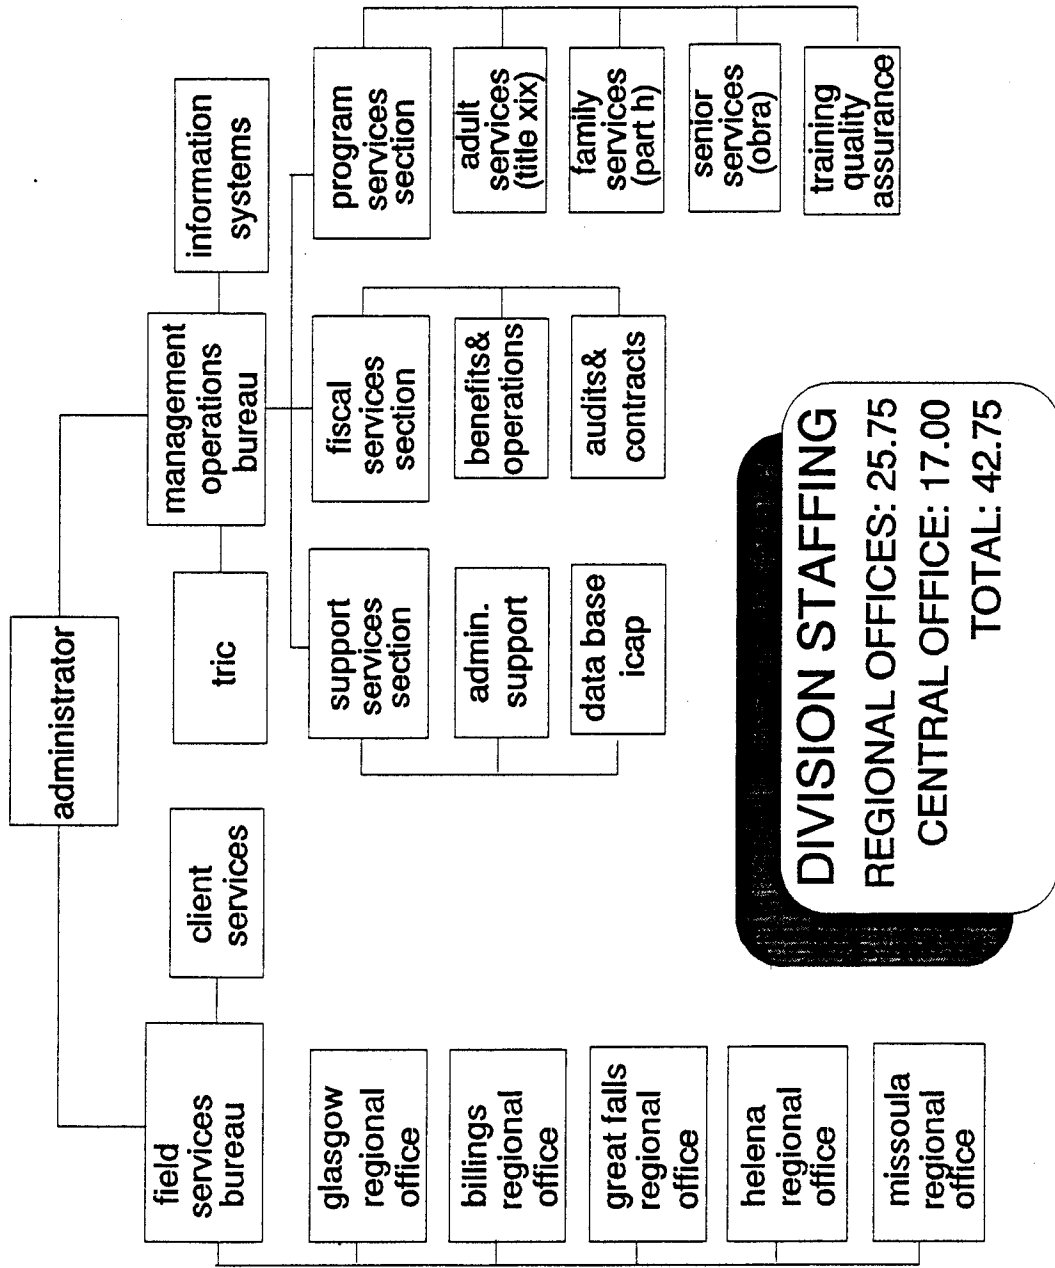 administrator
field
services
bureau
client
services
tric
management
operations
bureau
information
systems
glasgow
regional
office
billings
regional
office
great falls
regional
office
helena
regional
office
missoula
regional
office
support
services
section
admin.
support
data base
icap
fiscal
services
section
benefits&
operations
audits&
contracts
program
services
section
adult
services
(title xix)
family
services
(part h)
senior
services
(obra)
training
quality
assurance
DIVISION STAFFING
REGIONAL OFFICES: 25.75
CENTRAL OFFICE: 17.00
TOTAL: 42.75